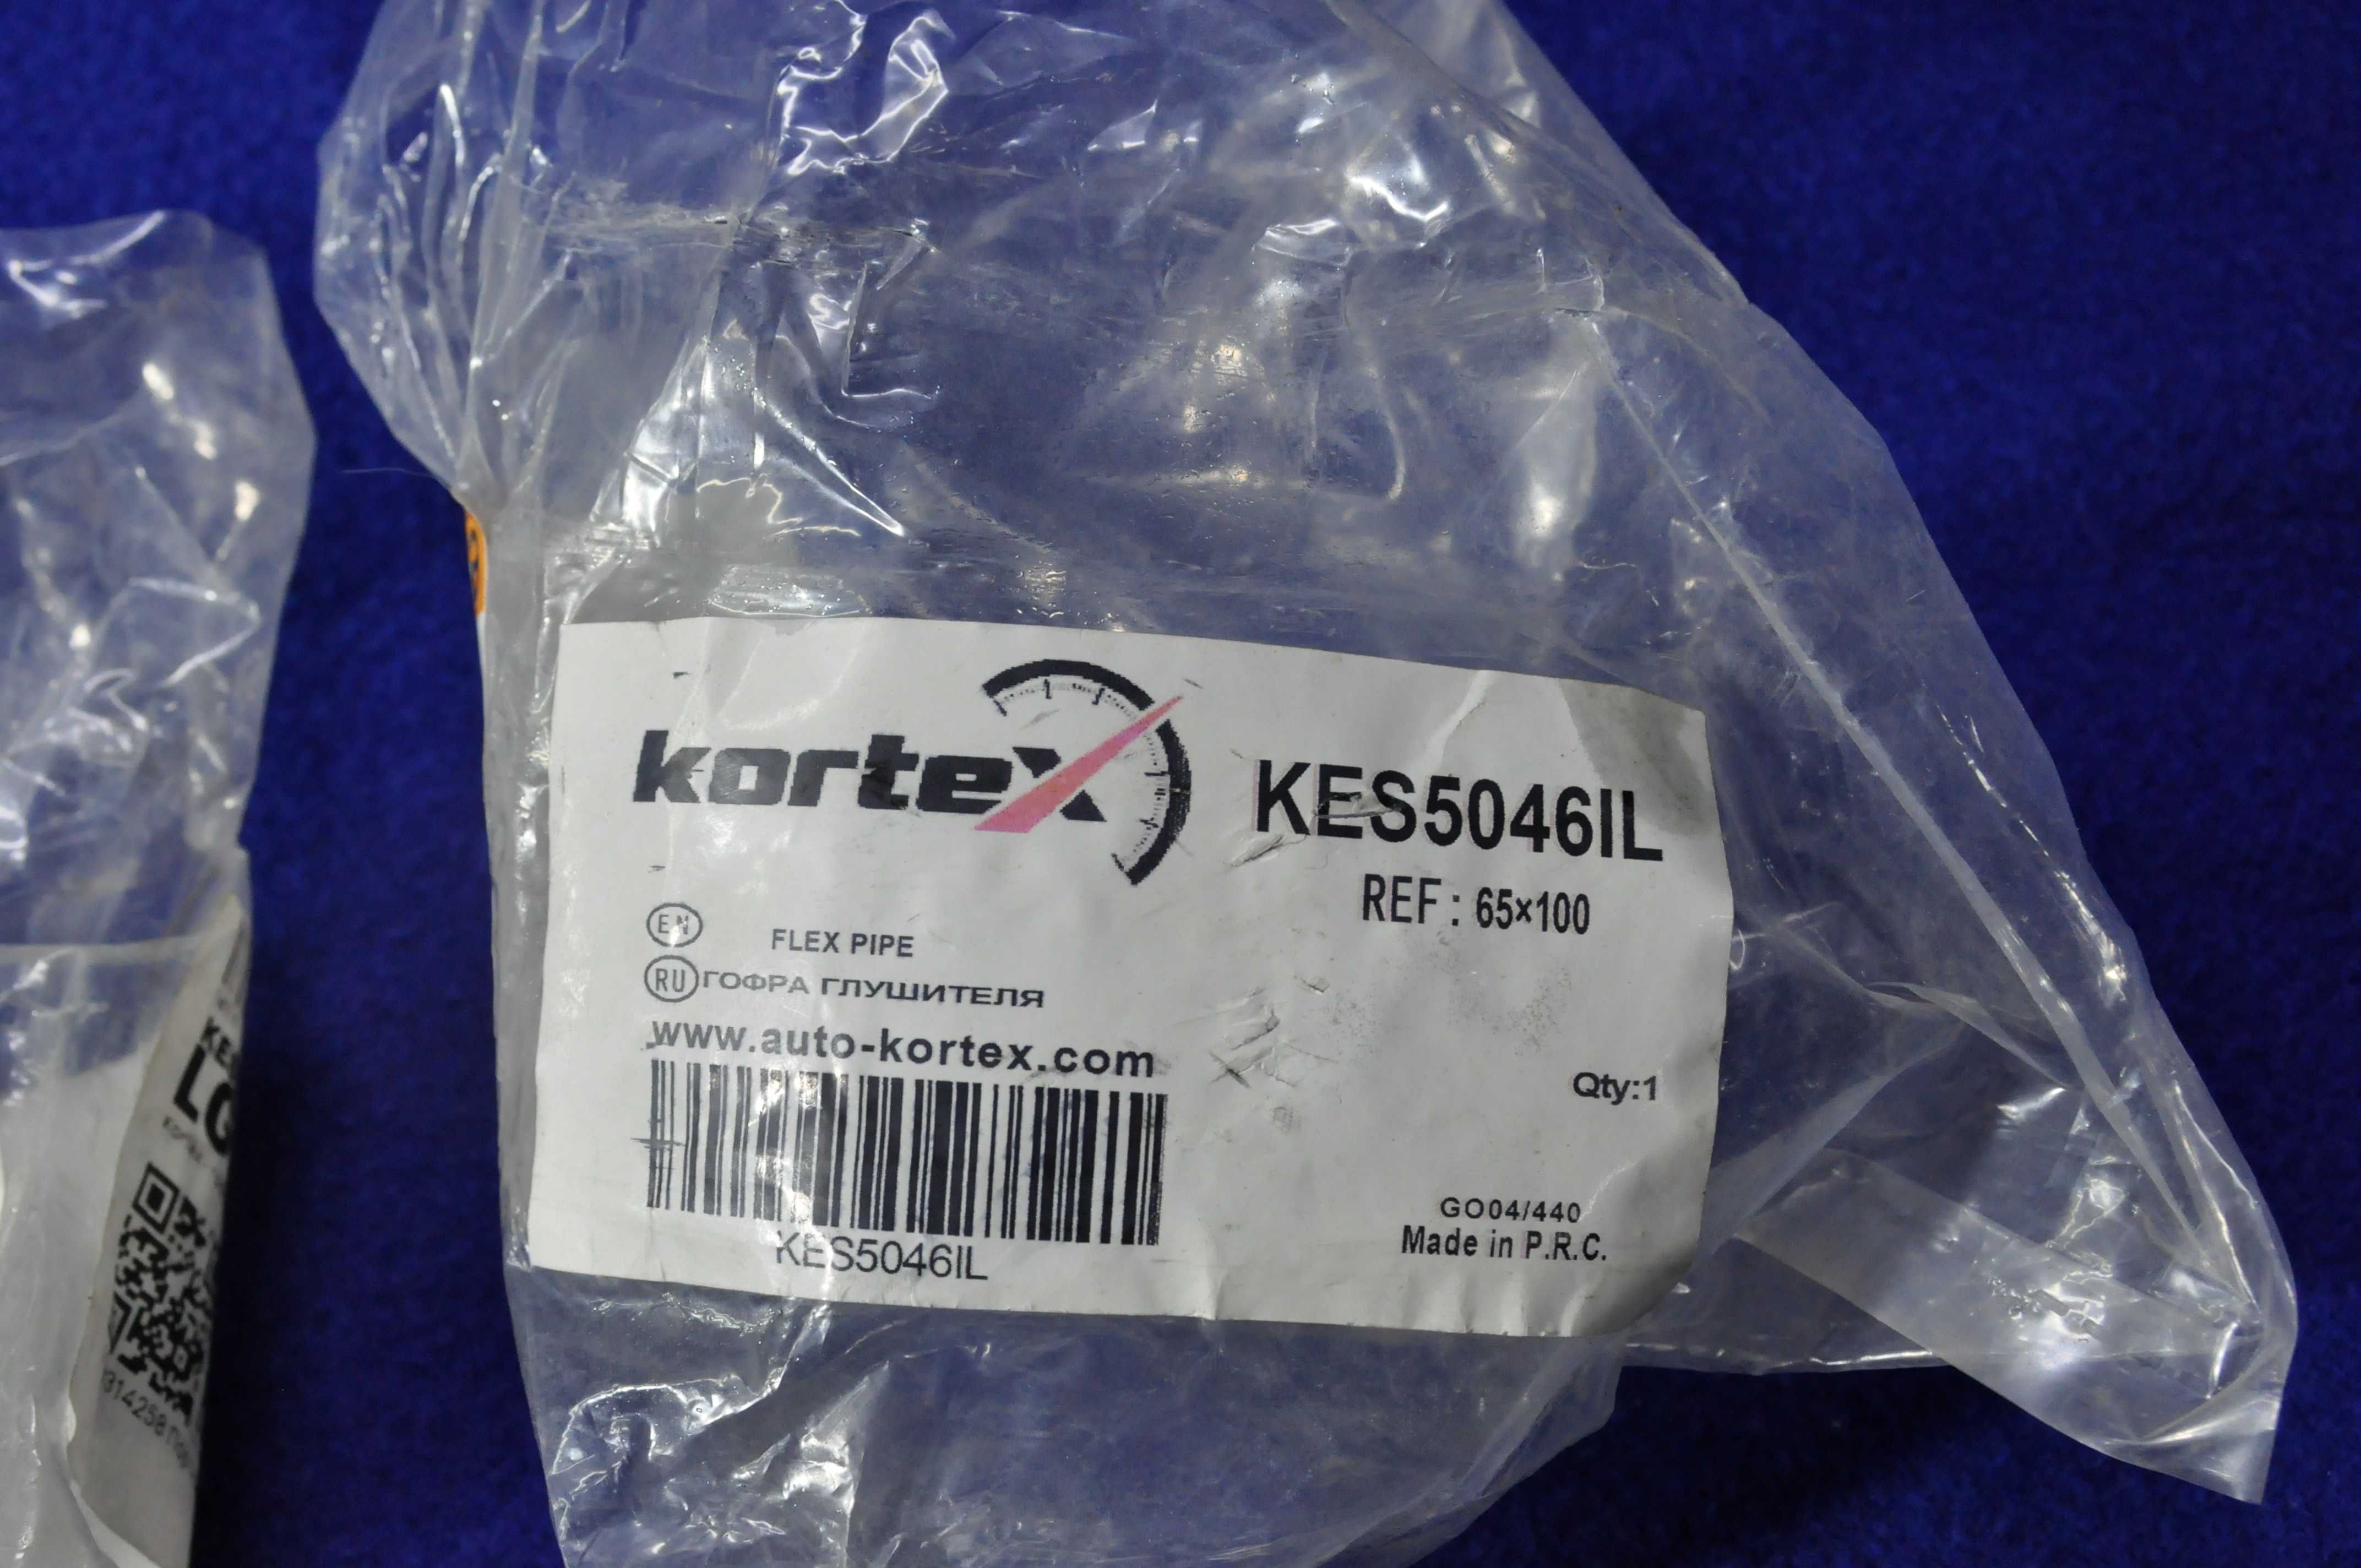 kortex
KES5046IL
REF : 65×100
EN FLEX PIPE
RU ГОФРА ГЛУШИТЕЛЯ
www.auto-kortex.com
Qty:1
KES5046IL
GO04/440
Made in P.R.C.